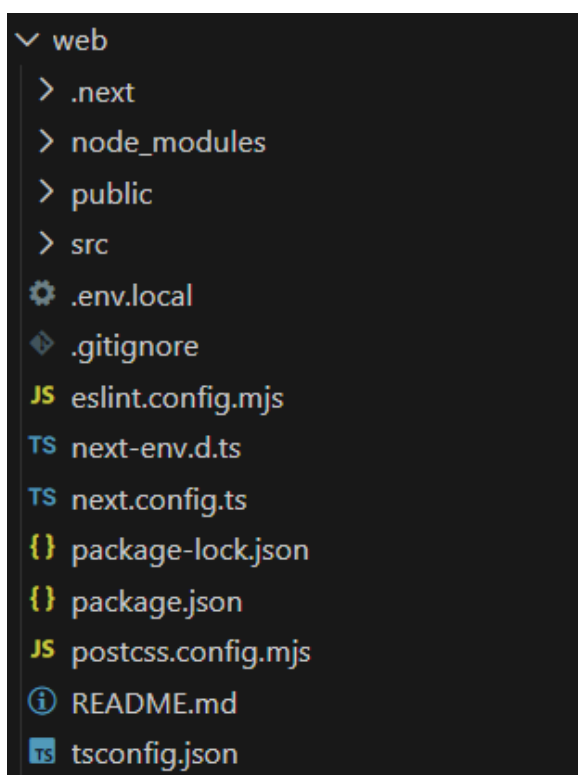 web
.next
node_modules
public
src
.env.local
.gitignore
JS eslint.config.mjs
TS next-env.d.ts
TS next.config.ts
{} package-lock.json
{} package.json
JS postcss.config.mjs
README.md
TS tsconfig.json